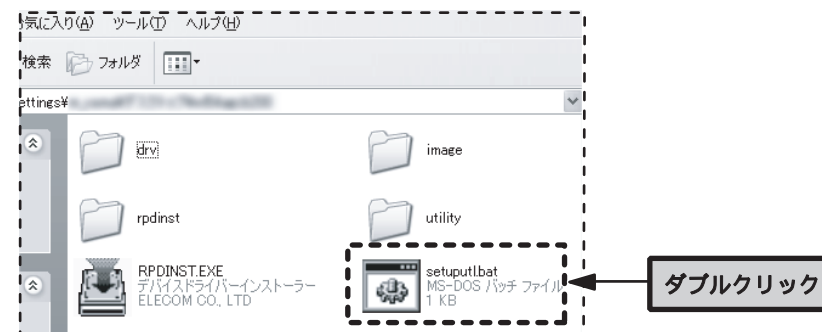 お気に入り(A) ツール(T) ヘルプ(H)
検索 フォルダ
ettings¥
drv
image
rpdinst
utility
RPDINST.EXE
デバイスドライバーインストーラー
ELECOM CO., LTD
setuputl.bat
MS-DOS バッチ ファイル
1 KB
ダブルクリック